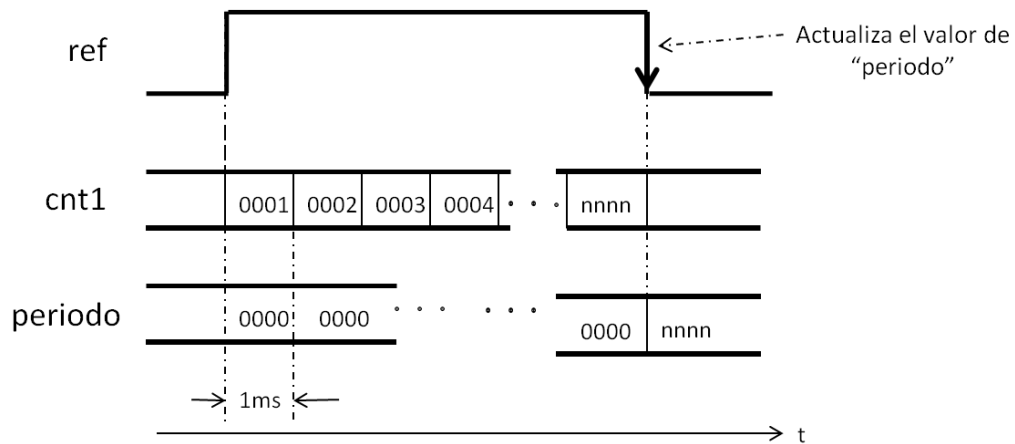 ref
Actualiza el valor de
“periodo”
cnt1
0001 0002 0003 0004 . . . nnnn
periodo
0000 0000 . . . . . . 0000 nnnn
1ms
t